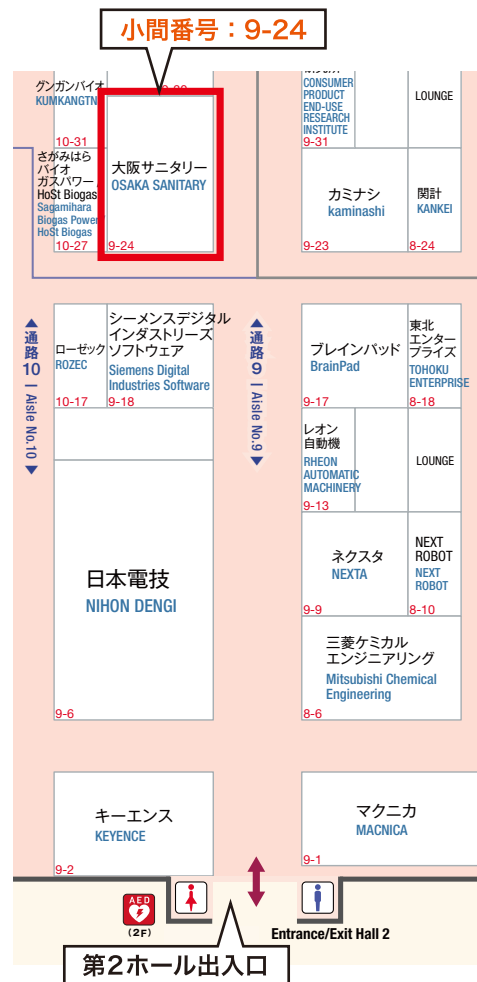 小間番号：9-24
グンガンバイオ
KUMKANGTN
10-31
CONSUMER
PRODUCT
END-USE
RESEARCH
INSTITUTE
9-31
LOUNGE
さがみはら
バイオ
ガスパワー
HoSt Biogas
Sagamihara
Biogas Power/
HoSt Biogas
10-27
大阪サニタリー
OSAKA SANITARY
9-24
カミナシ
kaminashi
9-23
関計
KANKEI
8-24
▲通路10 | Aisle No.10▼
ローゼック
ROZEC
10-17
シーメンスデジタル
インダストリーズ
ソフトウェア
Siemens Digital
Industries Software
9-18
▲通路9 | Aisle No.9▼
ブレインパッド
BrainPad
9-17
東北
エンター
プライズ
TOHOKU
ENTERPRISE
8-18
レオン
自動機
RHEON
AUTOMATIC
MACHINERY
9-13
LOUNGE
日本電技
NIHON DENGI
9-6
ネクスタ
NEXTA
9-9
NEXT
ROBOT
NEXT
ROBOT
8-10
三菱ケミカル
エンジニアリング
Mitsubishi Chemical
Engineering
8-6
キーエンス
KEYENCE
9-2
マクニカ
MACNICA
9-1
AED
(2F)
Entrance/Exit Hall 2
第2ホール出入口